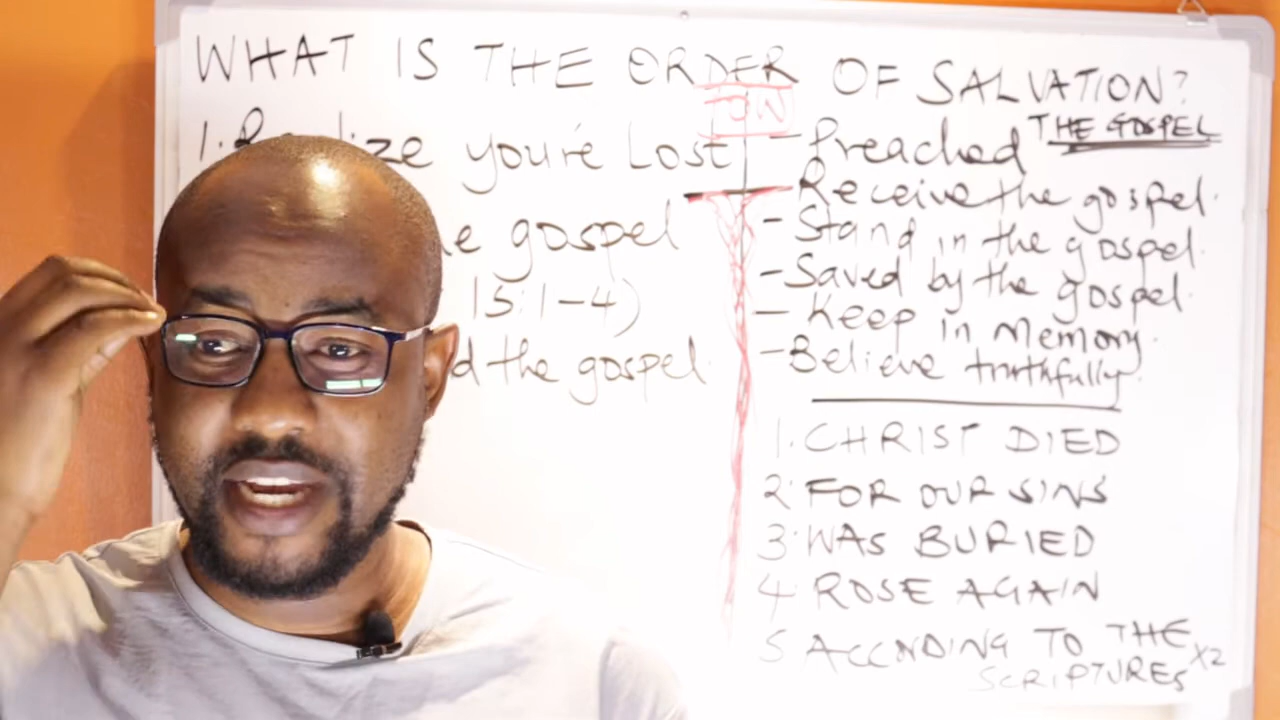 WHAT IS THE ORDER OF SALVATION?
1. ize you're Lost
e gospel
15:1-4)
d the gospel.
JOW
THE GOSPEL
- Preached
- Receive the gospel.
- Stand in the gospel.
- Saved by the gospel.
- Keep in Memory.
- Believe truthfully.
1. CHRIST DIED
2. FOR OUR SINS
3. WAS BURIED
4. ROSE AGAIN
5 ACCORDING TO THE
SCRIPTURES X2